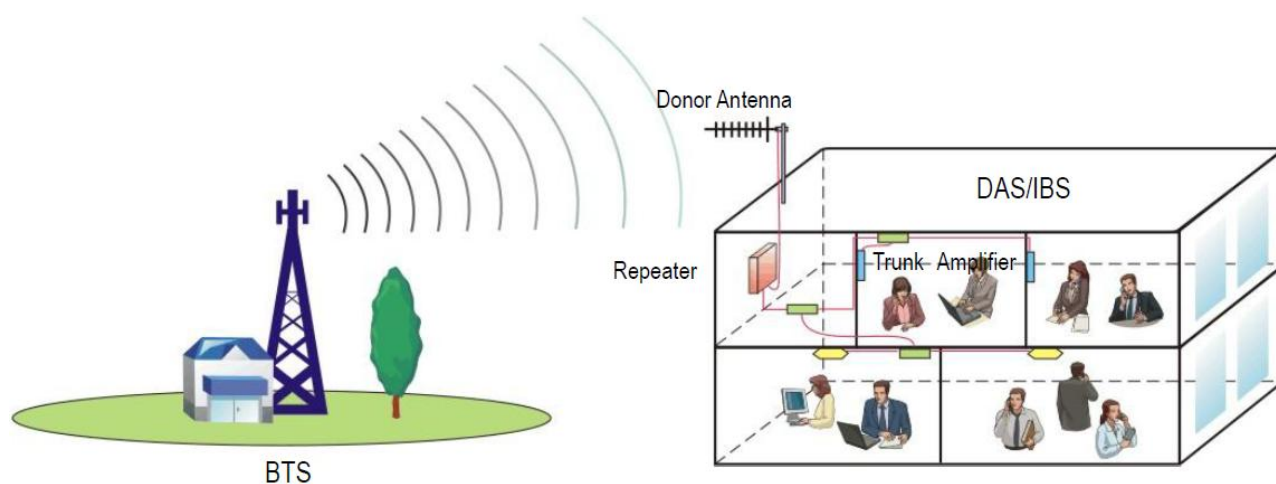 Donor Antenna
DAS/IBS
Repeater
Trunk Amplifier
BTS